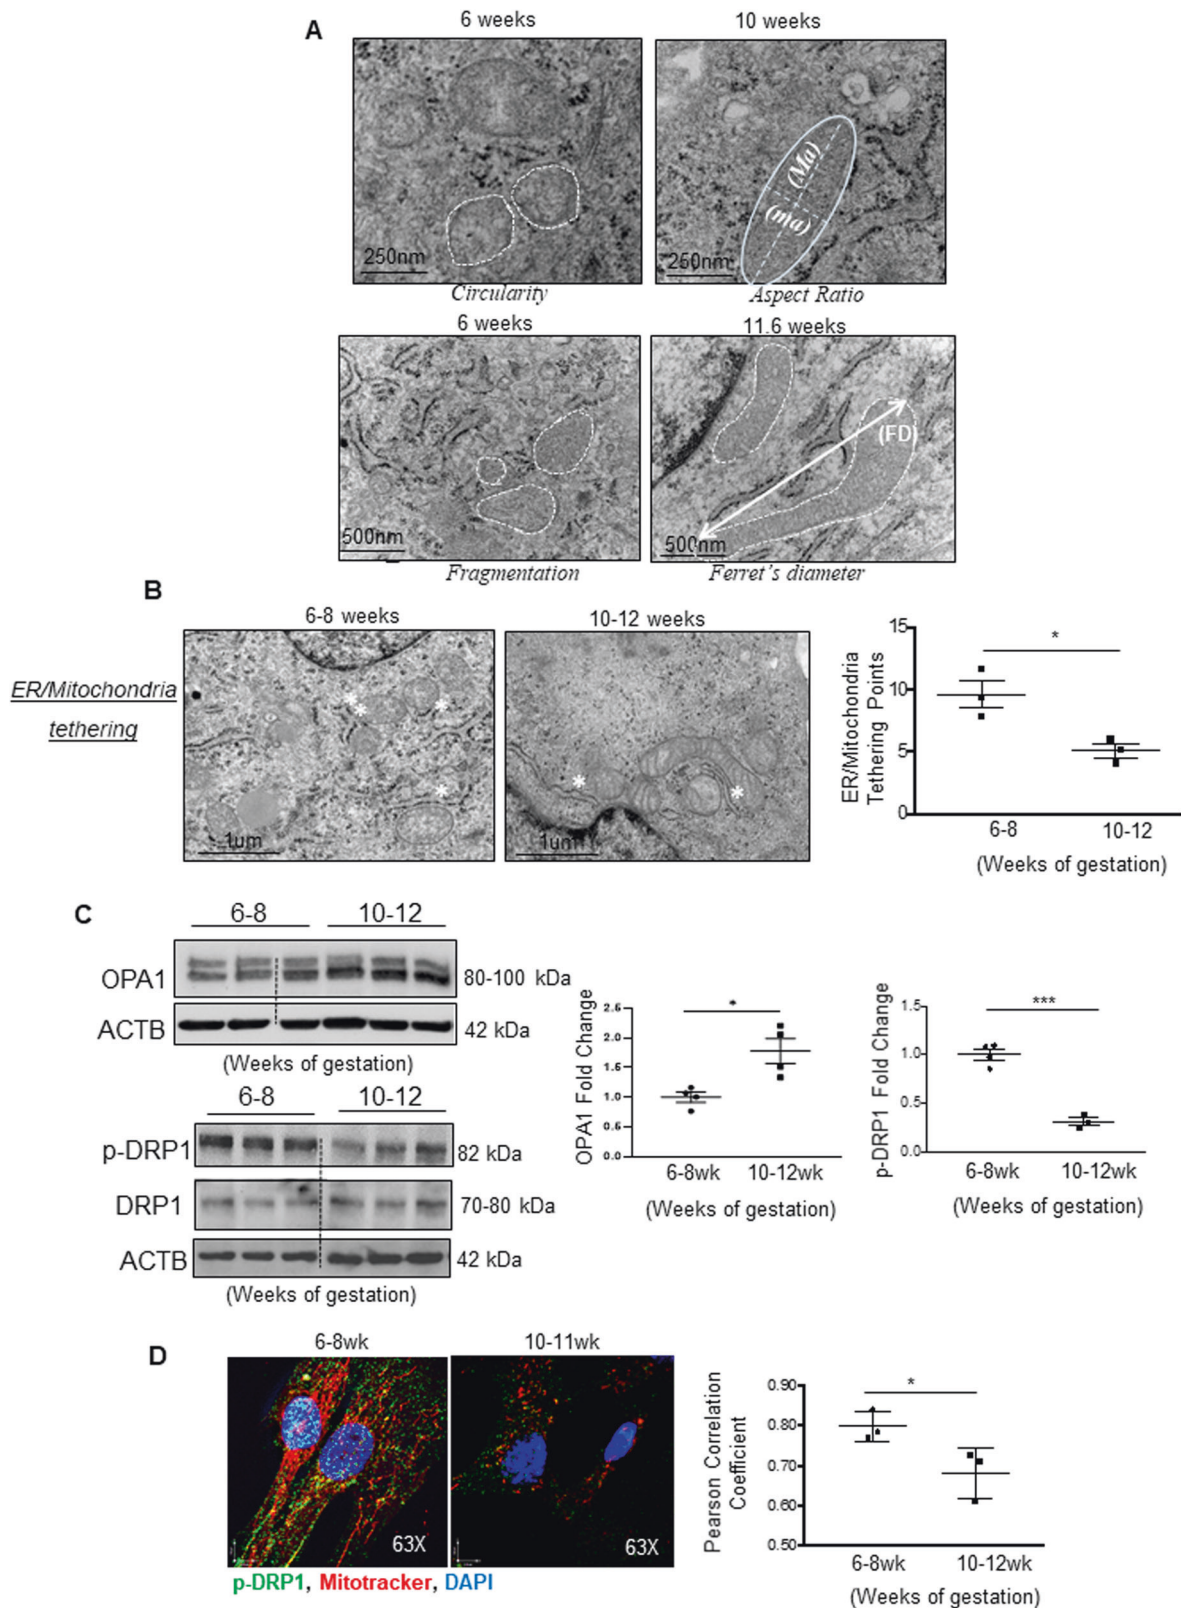 A
6 weeks
10 weeks
(Ma)
(ma)
250nm
250nm
Circularity
Aspect Ratio
6 weeks
11.6 weeks
(FD)
500nm
500nm
Fragmentation
Ferret's diameter
B
6-8 weeks
10-12 weeks
ER/Mitochondria
tethering
*
*
*
*
*
1um
1um
ER/Mitochondria
Tethering Points
15
10
5
0
*
6-8
10-12
(Weeks of gestation)
C
6-8
10-12
OPA1
80-100 kDa
ACTB
42 kDa
(Weeks of gestation)
6-8
10-12
p-DRP1
82 kDa
DRP1
70-80 kDa
ACTB
42 kDa
(Weeks of gestation)
OPA1 Fold Change
2.5
2.0
1.5
1.0
0.5
0.0
*
6-8wk
10-12wk
(Weeks of gestation)
p-DRP1 Fold Change
1.5
1.0
0.5
0.0
***
6-8wk
10-12wk
(Weeks of gestation)
D
6-8wk
10-11wk
63X
63X
p-DRP1, Mitotracker, DAPI
Pearson Correlation
Coefficient
0.90
0.80
0.70
0.60
0.50
*
6-8wk
10-12wk
(Weeks of gestation)